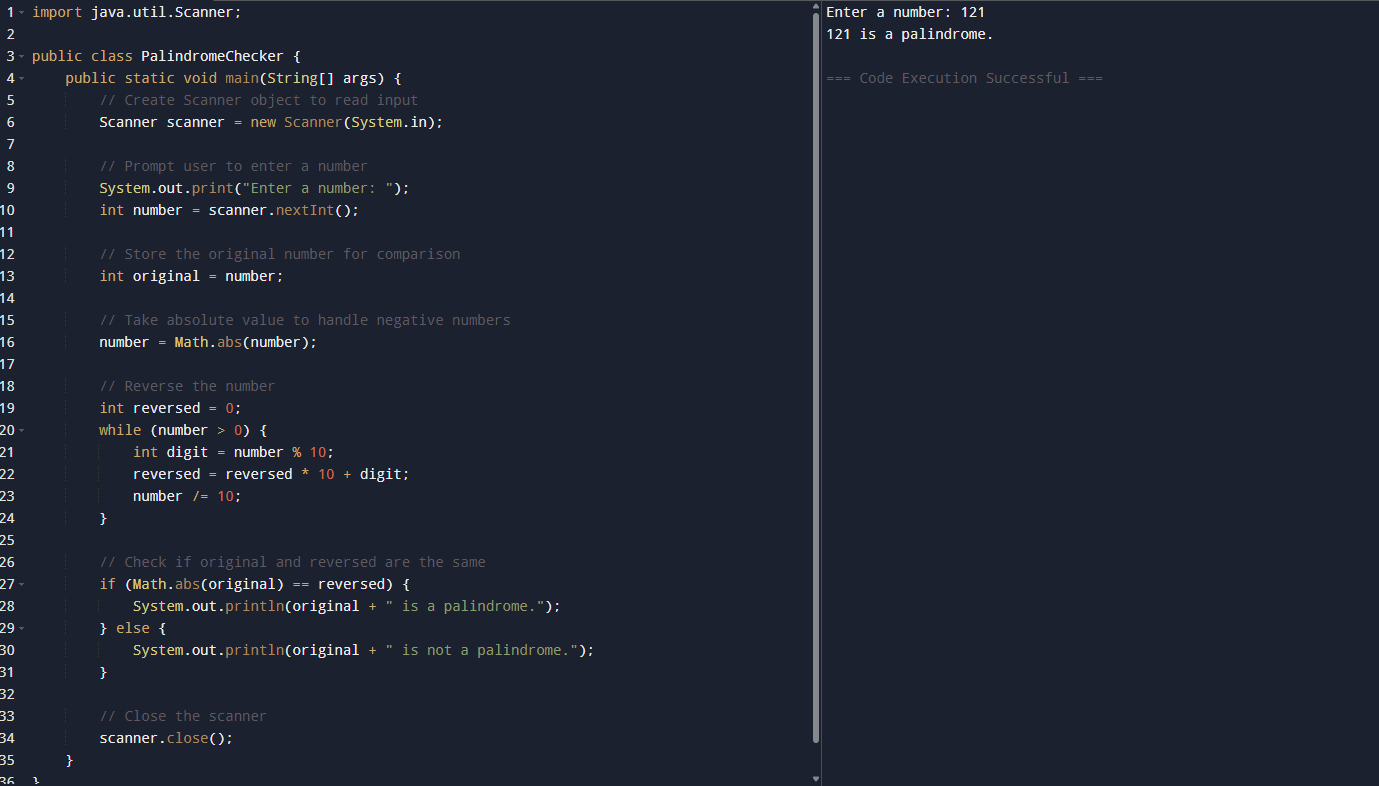 1 import java.util.Scanner;
2
3 public class PalindromeChecker {
4     public static void main(String[] args) {
5         // Create Scanner object to read input
6         Scanner scanner = new Scanner(System.in);
7
8         // Prompt user to enter a number
9         System.out.print("Enter a number: ");
10         int number = scanner.nextInt();
11
12         // Store the original number for comparison
13         int original = number;
14
15         // Take absolute value to handle negative numbers
16         number = Math.abs(number);
17
18         // Reverse the number
19         int reversed = 0;
20         while (number > 0) {
21             int digit = number % 10;
22             reversed = reversed * 10 + digit;
23             number /= 10;
24         }
25
26         // Check if original and reversed are the same
27         if (Math.abs(original) == reversed) {
28             System.out.println(original + " is a palindrome.");
29         } else {
30             System.out.println(original + " is not a palindrome.");
31         }
32
33         // Close the scanner
34         scanner.close();
35     }
36 }
Enter a number: 121
121 is a palindrome.

=== Code Execution Successful ===